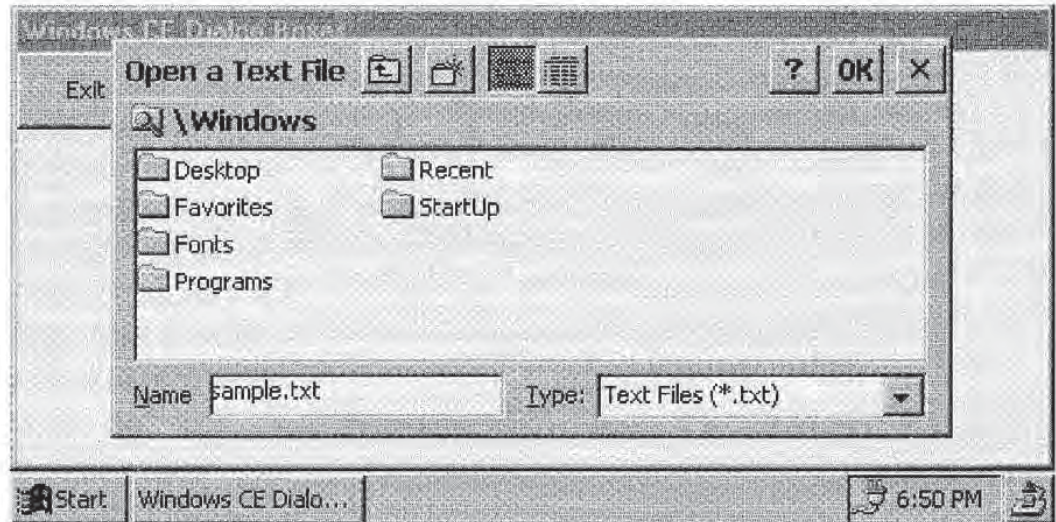 Windows CE Dialog Boxes
Exit
Open a Text File ? OK ×
\Windows
Desktop Recent
Favorites StartUp
Fonts
Programs
Name sample.txt Type: Text Files (*.txt)
Start Windows CE Dialo... 6:50 PM